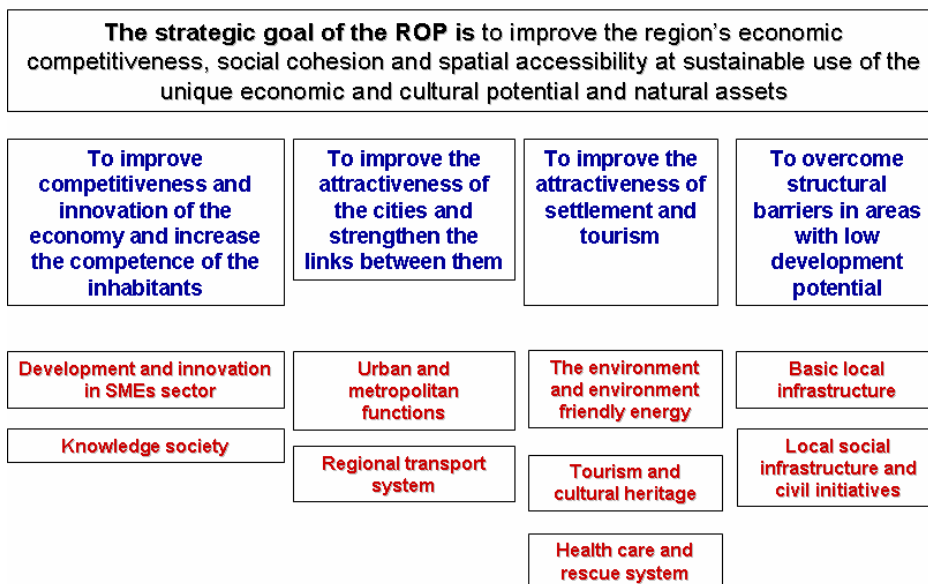 The strategic goal of the ROP is to improve the region's economic
competitiveness, social cohesion and spatial accessibility at sustainable use of the
unique economic and cultural potential and natural assets
To improve
competitiveness and
innovation of the
economy and increase
the competence of the
inhabitants
To improve the
attractiveness of
the cities and
strengthen the
links between them
To improve the
attractiveness of
settlement and
tourism
To overcome
structural
barriers in areas
with low
development
potential
Development and innovation
in SMEs sector
Knowledge society
Urban and
metropolitan
functions
Regional transport
system
The environment
and environment
friendly energy
Tourism and
cultural heritage
Health care and
rescue system
Basic local
infrastructure
Local social
infrastructure and
civil initiatives